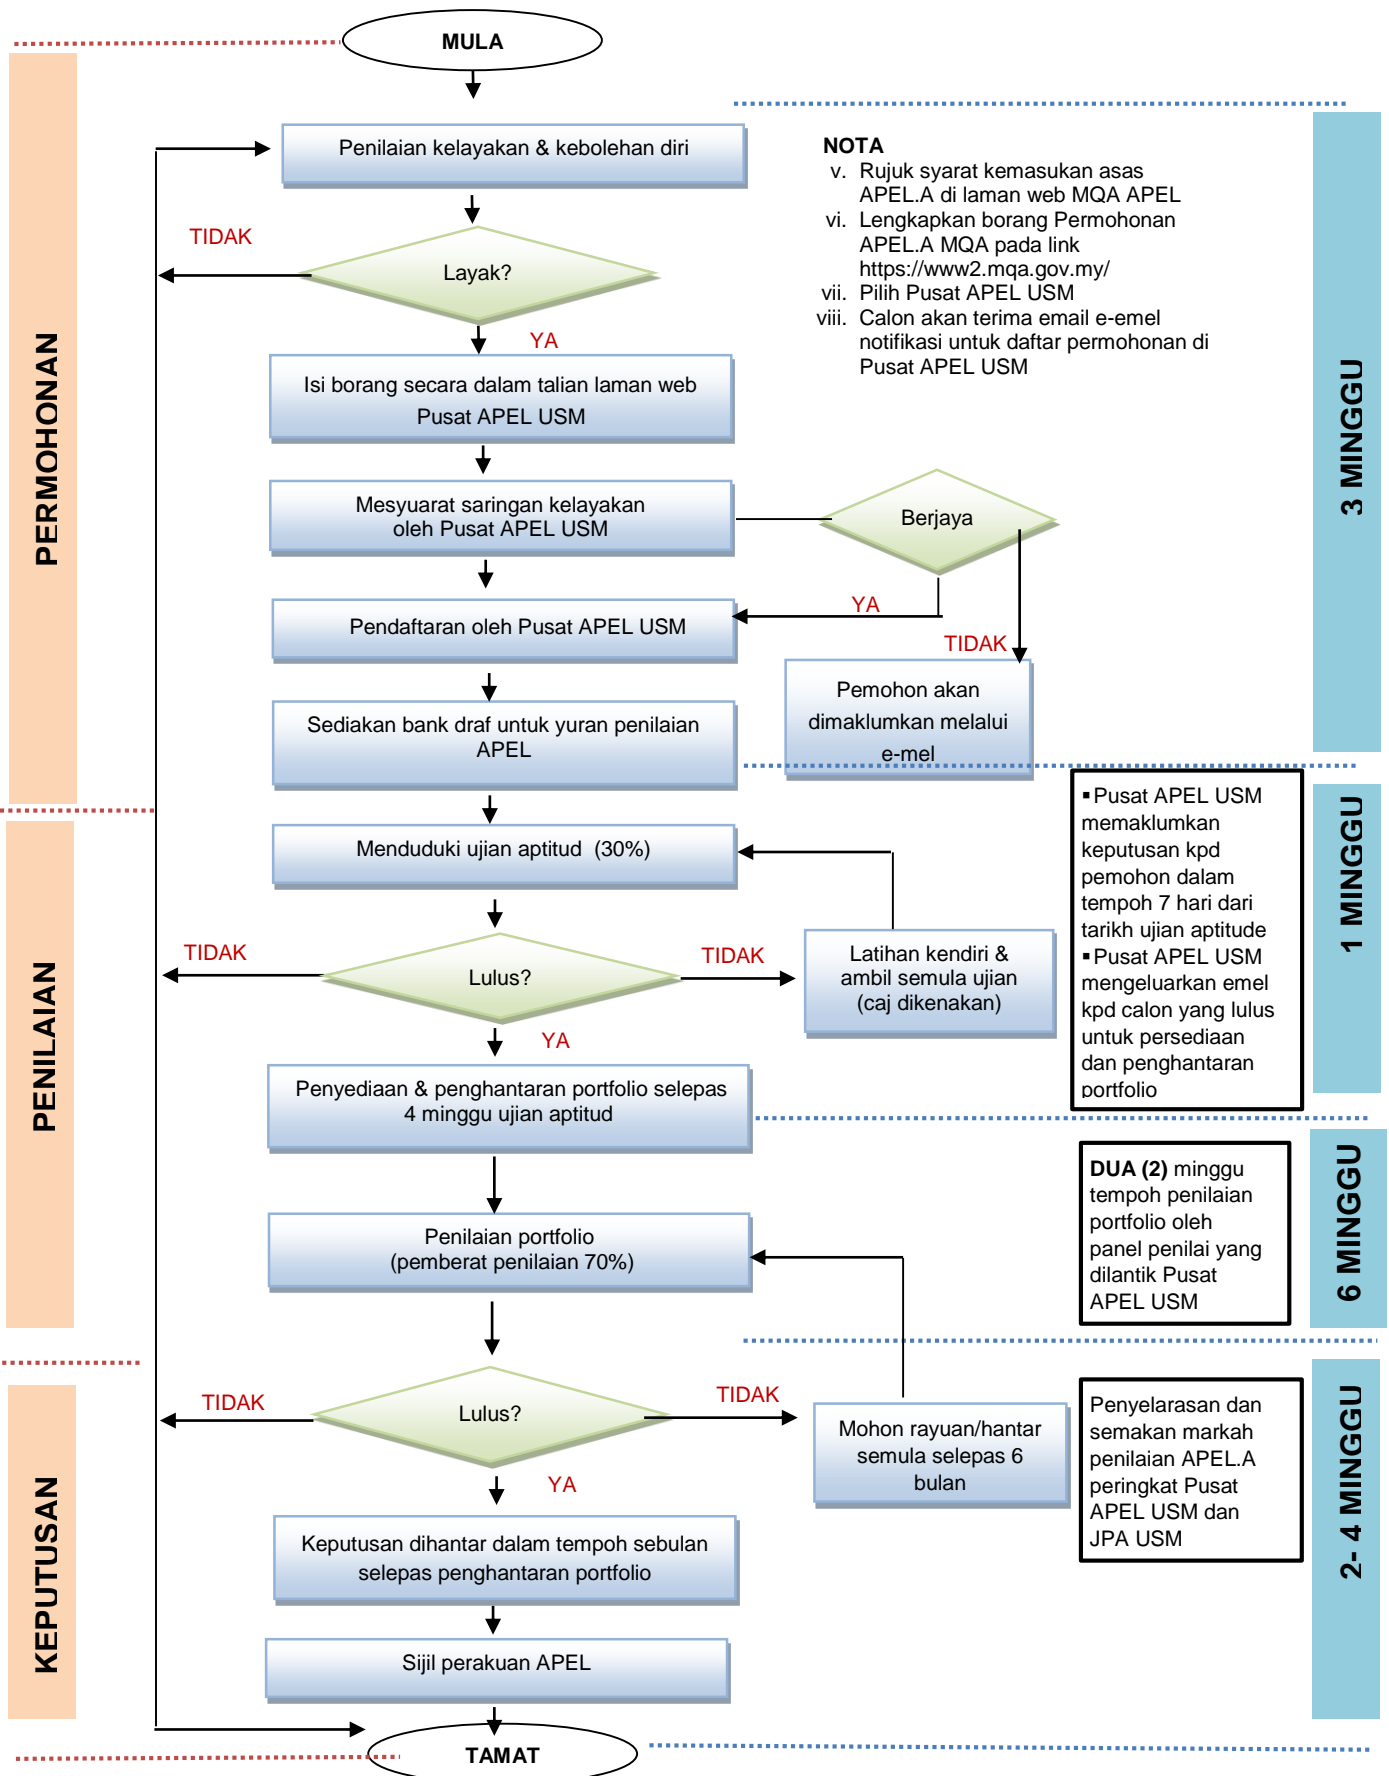 MULA
PERMOHONAN
Penilaian kelayakan & kebolehan diri
TIDAK
Layak?
YA
Isi borang secara dalam talian laman web
Pusat APEL USM
Mesyuarat saringan kelayakan
oleh Pusat APEL USM
Berjaya
YA
TIDAK
Pendaftaran oleh Pusat APEL USM
Pemohon akan
dimaklumkan melalui
e-mel
Sediakan bank draf untuk yuran penilaian
APEL
NOTA
v. Rujuk syarat kemasukan asas
APEL.A di laman web MQA APEL
vi. Lengkapkan borang Permohonan
APEL.A MQA pada link
https://www2.mqa.gov.my/
vii. Pilih Pusat APEL USM
viii. Calon akan terima email e-emel
notifikasi untuk daftar permohonan di
Pusat APEL USM
3 MINGGU
PENILAIAN
Menduduki ujian aptitud (30%)
TIDAK
Lulus?
TIDAK
Latihan kendiri &
ambil semula ujian
(caj dikenakan)
YA
▪ Pusat APEL USM
memaklumkan
keputusan kpd
pemohon dalam
tempoh 7 hari dari
tarikh ujian aptitude
▪ Pusat APEL USM
mengeluarkan emel
kpd calon yang lulus
untuk persediaan
dan penghantaran
portfolio
1 MINGGU
Penyediaan & penghantaran portfolio selepas
4 minggu ujian aptitud
Penilaian portfolio
(pemberat penilaian 70%)
DUA (2) minggu
tempoh penilaian
portfolio oleh
panel penilai yang
dilantik Pusat
APEL USM
6 MINGGU
KEPUTUSAN
TIDAK
Lulus?
TIDAK
Mohon rayuan/hantar
semula selepas 6
bulan
YA
Penyelarasan dan
semakan markah
penilaian APEL.A
peringkat Pusat
APEL USM dan
JPA USM
2- 4 MINGGU
Keputusan dihantar dalam tempoh sebulan
selepas penghantaran portfolio
Sijil perakuan APEL
TAMAT